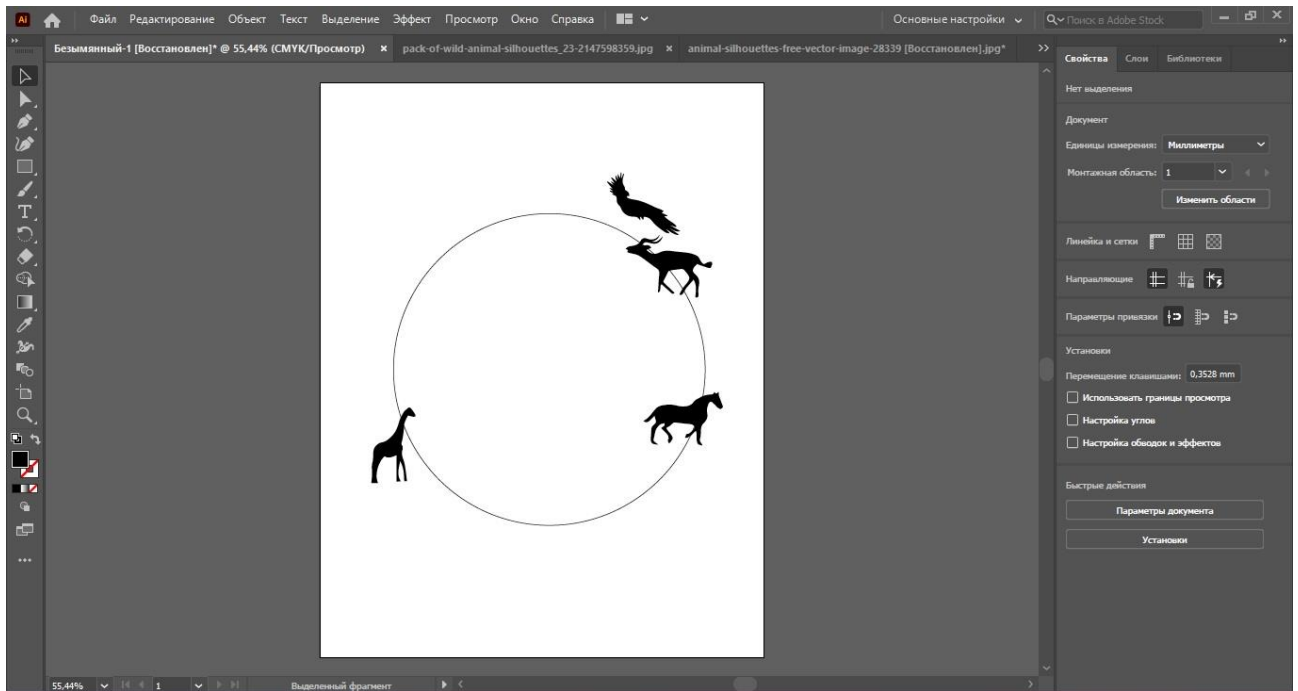 Ai Файл Редактирование Объект Текст Выделение Эффект Просмотр Окно Справка Основные настройки Поиск в Adobe Stock
Безымянный-1 [Восстановлен]* @ 55,44% (CMYK/Просмотр) × pack-of-wild-animal-silhouettes_23-2147598359.jpg × animal-silhouettes-free-vector-image-28339 [Восстановлен].jpg*
Свойства Слои Библиотеки
Нет выделения
Документ
Единицы измерения: Миллиметры
Монтажная область: 1
Изменить области
Линейка и сетки
Направляющие
Параметры привязки
Установки
Перемещение клавишами: 0,3528 mm
Использовать границы просмотра
Настройка углов
Настройка обводок и эффектов
Быстрые действия
Параметры документа
Установки
55,44% 1 Выделенный фрагмент